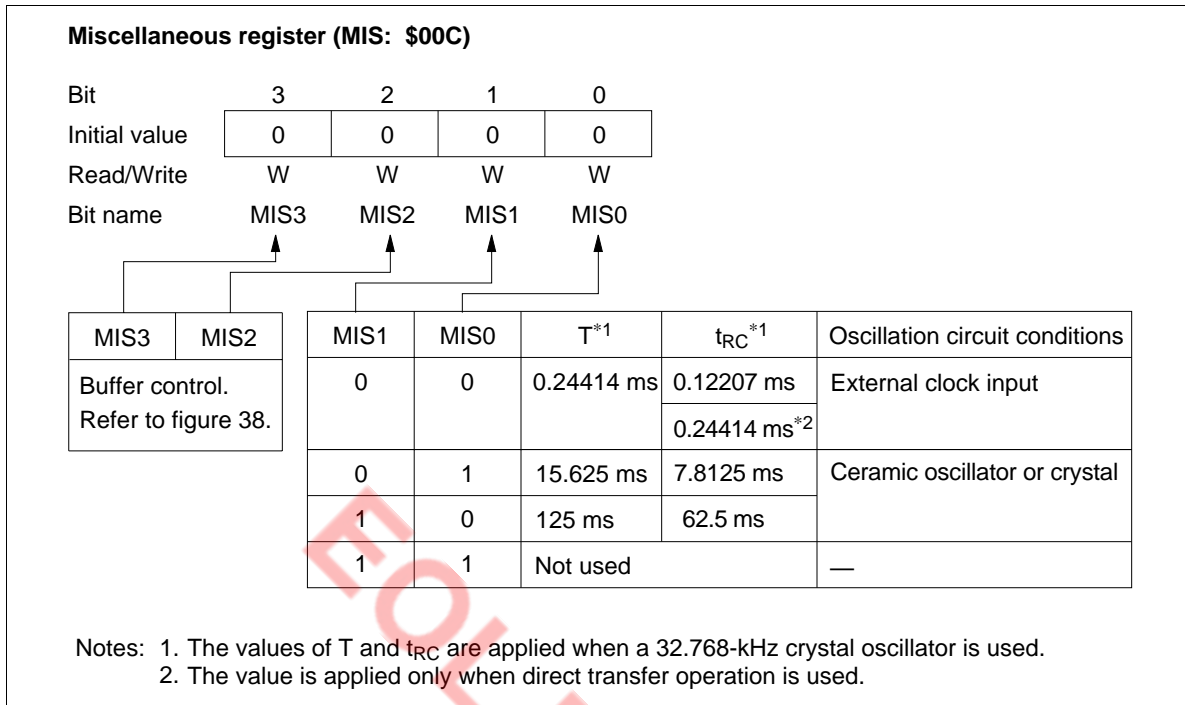 Miscellaneous register (MIS: $00C)
Bit 3 2 1 0
Initial value 0 0 0 0
Read/Write W W W W
Bit name MIS3 MIS2 MIS1 MIS0
MIS3 MIS2
Buffer control.
Refer to figure 38.
MIS1 MIS0 T*1 tRC*1 Oscillation circuit conditions
0 0 0.24414 ms 0.12207 ms External clock input
0.24414 ms*2
0 1 15.625 ms 7.8125 ms Ceramic oscillator or crystal
1 0 125 ms 62.5 ms
1 1 Not used —
Notes: 1. The values of T and tRC are applied when a 32.768-kHz crystal oscillator is used.
2. The value is applied only when direct transfer operation is used.
EOL